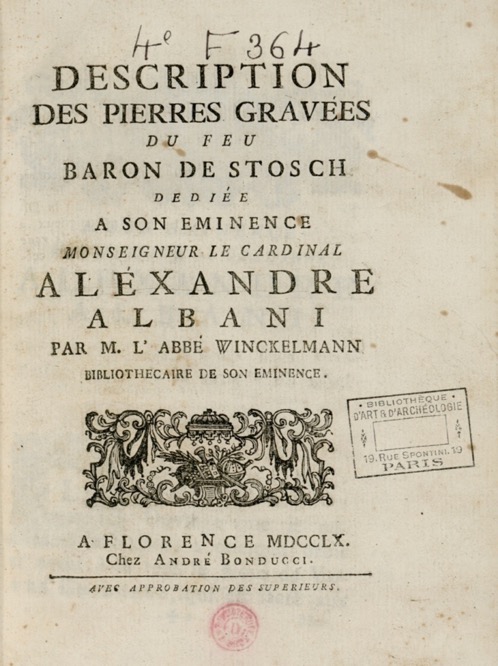 4° F 364
DESCRIPTION
DES PIERRES GRAVÉES
DU FEU
BARON DE STOSCH
DEDIÉE
A SON EMINENCE
MONSEIGNEUR LE CARDINAL
ALÉXANDRE
ALBANI
PAR M. L' ABBÉ WINCKELMANN
BIBLIOTHECAIRE DE SON EMINENCE.
• BIBLIOTHÈQUE •
D'ART & D'ARCHÉOLOGIE
19, RUE SPONTINI, 19
PARIS
A FLORENCE MDCCLX.
Chez ANDRÉ BONDUCCI.
AVEC APPROBATION DES SUPERIEURS.